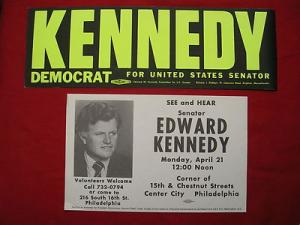 KENNEDY
DEMOCRAT FOR UNITED STATES SENATOR
SEE and HEAR
Senator
EDWARD
KENNEDY
Monday, April 21
12:00 Noon
Corner of
15th & Chestnut Streets
Center City Philadelphia
Volunteers Welcome
Call 732-0794
or come to
216 South 16th St.
Philadelphia